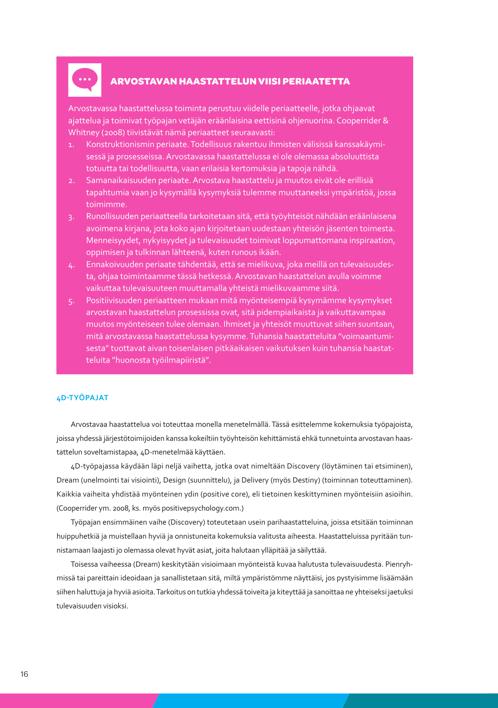 ARVOSTAVAN HAASTATTELUN VIISI PERIAATETTA
Arvostavassa haastattelussa toiminta perustuu viidelle periaatteelle, jotka ohjaavat
ajattelua ja toimivat työpajan vetäjän eräänlaisina eettisinä ohjenuorina. Cooperrider &
Whitney (2008) tiivistävät nämä periaatteet seuraavasti:
1. Konstruktionismin periaate. Todellisuus rakentuu ihmisten välisissä kanssakäymi-
sessä ja prosesseissa. Arvostavassa haastattelussa ei ole olemassa absoluuttista
totuutta tai todellisuutta, vaan erilaisia kertomuksia ja tapoja nähdä.
2. Samanaikaisuuden periaate. Arvostava haastattelu ja muutos eivät ole erillisiä
tapahtumia vaan jo kysymällä kysymyksiä tulemme muuttaneeksi ympäristöä, jossa
toimimme.
3. Runollisuuden periaatteella tarkoitetaan sitä, että työyhteisöt nähdään eräänlaisena
avoimena kirjana, jota koko ajan kirjoitetaan uudestaan yhteisön jäsenten toimesta.
Menneisyydet, nykyisyydet ja tulevaisuudet toimivat loppumattomana inspiraation,
oppimisen ja tulkinnan lähteenä, kuten runous ikään.
4. Ennakoivuuden periaate tähdentää, että se mielikuva, joka meillä on tulevaisuudes-
ta, ohjaa toimintaamme tässä hetkessä. Arvostavan haastattelun avulla voimme
vaikuttaa tulevaisuuteen muuttamalla yhteistä mielikuvaamme siitä.
5. Positiivisuuden periaatteen mukaan mitä myönteisempiä kysymämme kysymykset
arvostavan haastattelun prosessissa ovat, sitä pidempiaikaista ja vaikuttavampaa
muutos myönteiseen tulee olemaan. Ihmiset ja yhteisöt muuttuvat siihen suuntaan,
mitä arvostavassa haastattelussa kysymme. Tuhansia haastatteluita "voimaantumi-
sesta" tuottavat aivan toisenlaisen pitkäaikaisen vaikutuksen kuin tuhansia haastat-
teluita "huonosta työilmapiiristä".
4D-TYÖPAJAT
Arvostavaa haastattelua voi toteuttaa monella menetelmällä. Tässä esittelemme kokemuksia työpajoista,
joissa yhdessä järjestötoimijoiden kanssa kokeiltiin työyhteisön kehittämistä ehkä tunnetuinta arvostavan haas-
tattelun soveltamistapaa, 4D-menetelmää käyttäen.
4D-työpajassa käydään läpi neljä vaihetta, jotka ovat nimeltään Discovery (löytäminen tai etsiminen),
Dream (unelmointi tai visiointi), Design (suunnittelu), ja Delivery (myös Destiny) (toiminnan toteuttaminen).
Kaikkia vaiheita yhdistää myönteinen ydin (positive core), eli tietoinen keskittyminen myönteisiin asioihin.
(Cooperrider ym. 2008, ks. myös positivepsychology.com.)
Työpajan ensimmäinen vaihe (Discovery) toteutetaan usein parihaastatteluina, joissa etsitään toiminnan
huippuhetkiä ja muistellaan hyviä ja onnistuneita kokemuksia valitusta aiheesta. Haastatteluissa pyritään tun-
nistamaan laajasti jo olemassa olevat hyvät asiat, joita halutaan ylläpitää ja säilyttää.
Toisessa vaiheessa (Dream) keskitytään visioimaan myönteistä kuvaa halutusta tulevaisuudesta. Pienryh-
missä tai pareittain ideoidaan ja sanallistetaan sitä, miltä ympäristömme näyttäisi, jos pystyisimme lisäämään
siihen haluttuja ja hyviä asioita. Tarkoitus on tutkia yhdessä toiveita ja kiteyttää ja sanoittaa ne yhteiseksi jaetuksi
tulevaisuuden visioksi.
16